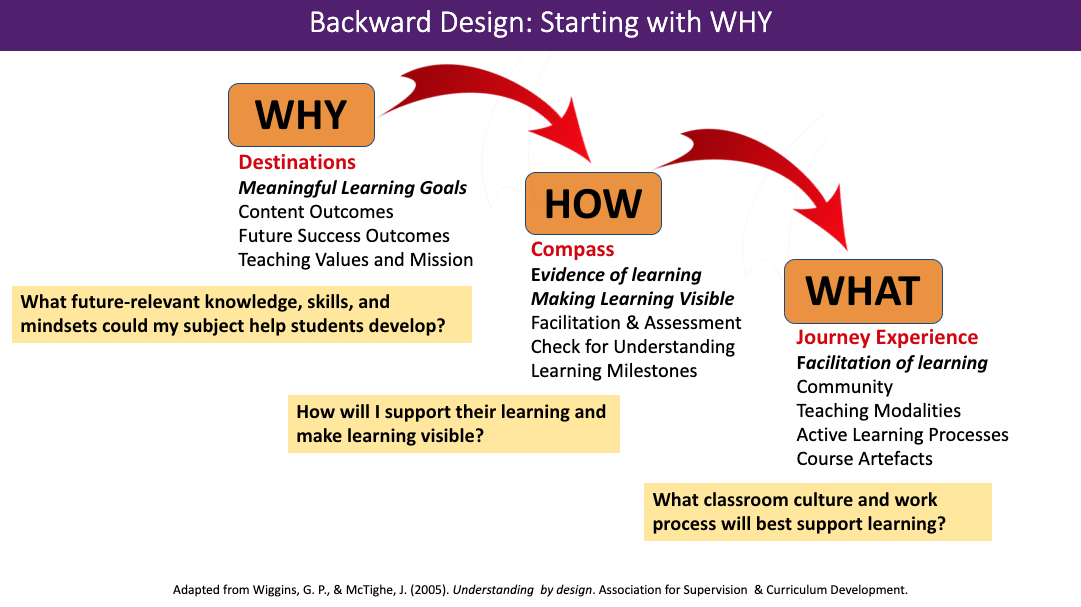 Backward Design: Starting with WHY
WHY
Destinations
Meaningful Learning Goals
Content Outcomes
Future Success Outcomes
Teaching Values and Mission
What future-relevant knowledge, skills, and
mindsets could my subject help students develop?
HOW
Compass
Evidence of learning
Making Learning Visible
Facilitation & Assessment
Check for Understanding
Learning Milestones
How will I support their learning and
make learning visible?
WHAT
Journey Experience
Facilitation of learning
Community
Teaching Modalities
Active Learning Processes
Course Artefacts
What classroom culture and work
process will best support learning?
Adapted from Wiggins, G. P., & McTighe, J. (2005). Understanding by design. Association for Supervision & Curriculum Development.